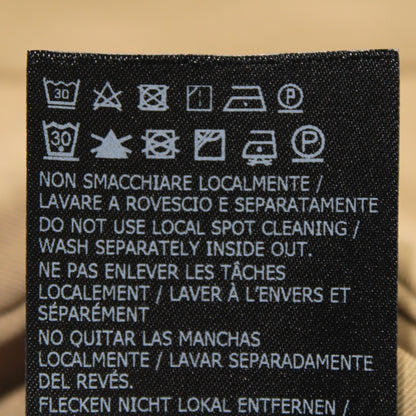 30 P
30 P
NON SMACCHIARE LOCALMENTE /
LAVARE A ROVESCIO E SEPARATAMENTE
DO NOT USE LOCAL SPOT CLEANING /
WASH SEPARATELY INSIDE OUT.
NE PAS ENLEVER LES TÂCHES
LOCALEMENT / LAVER À L'ENVERS ET
SÉPARÉMENT
NO QUITAR LAS MANCHAS
LOCALMENTE / LAVAR SEPARADAMENTE
DEL REVÉS.
FLECKEN NICHT LOKAL ENTFERNEN /